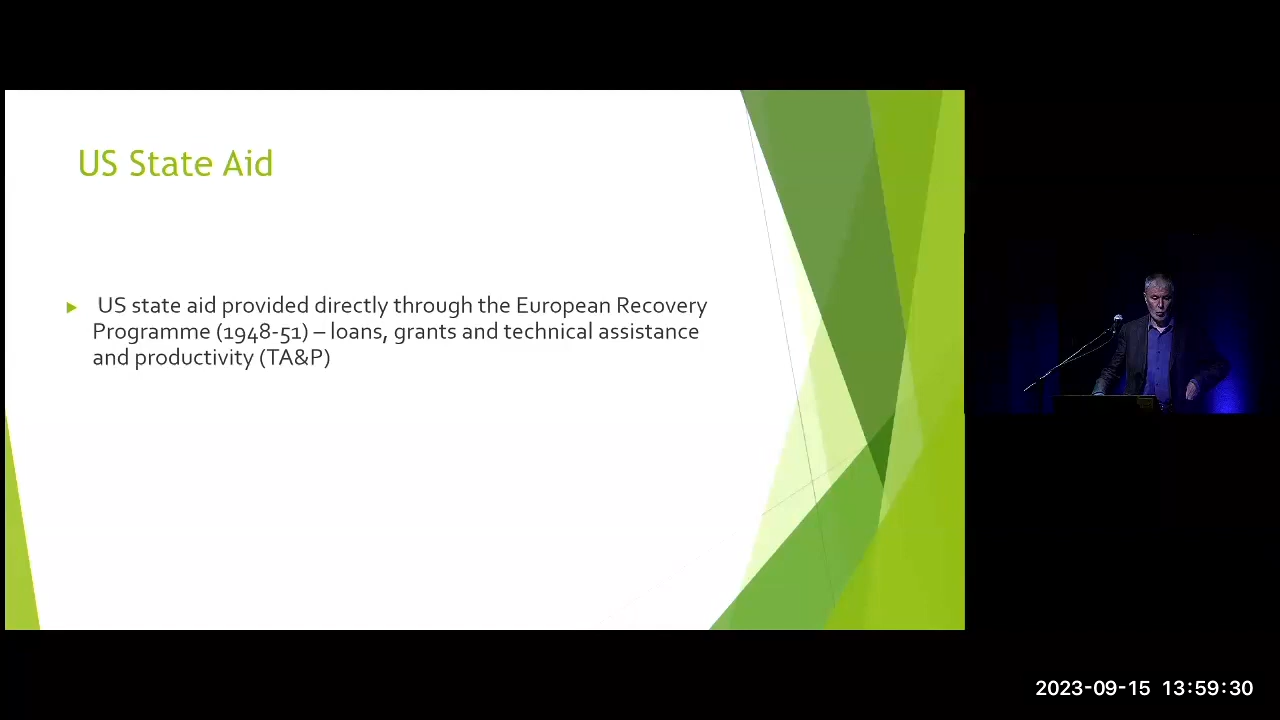 US State Aid
US state aid provided directly through the European Recovery
Programme (1948-51) – loans, grants and technical assistance
and productivity (TA&P)
2023-09-15 13:59:30